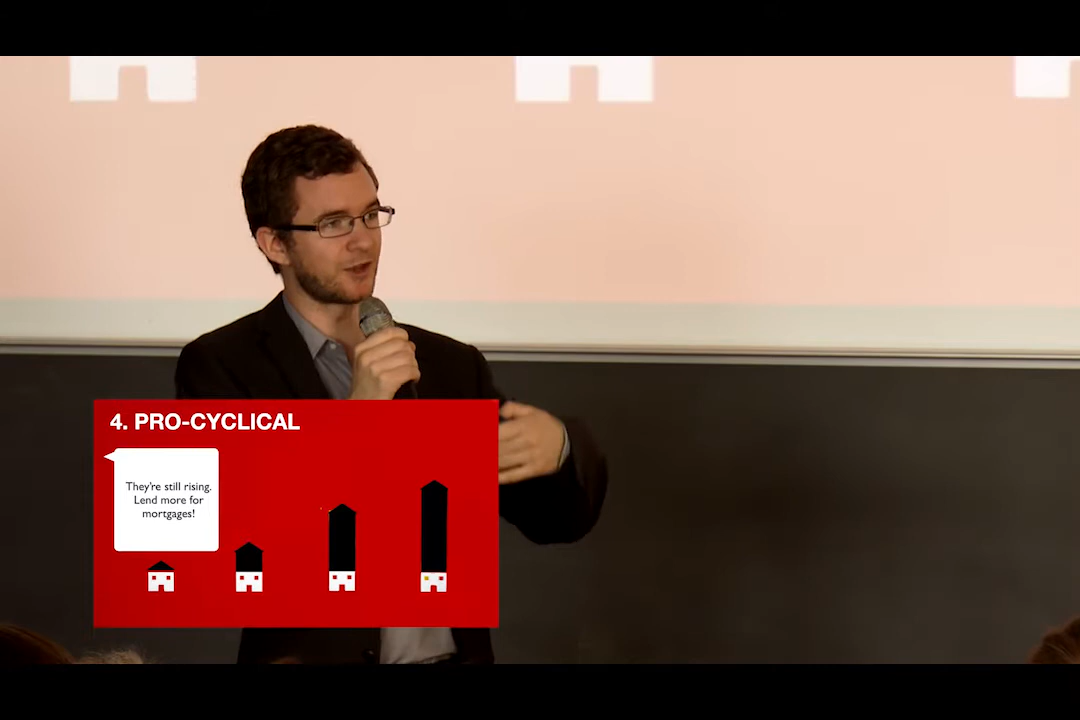 4. PRO-CYCLICAL
They're still rising.
Lend more for
mortgages!